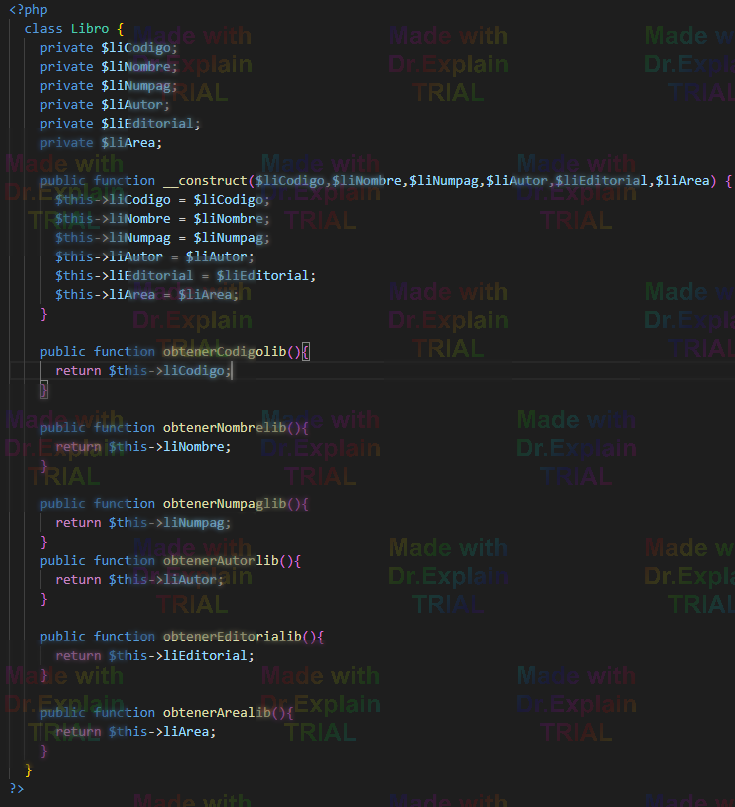 <?php
class Libro {
private $liCodigo;
private $liNombre;
private $liNumpag;
private $liAutor;
private $liEditorial;
private $liArea;
public function __construct($liCodigo,$liNombre,$liNumpag,$liAutor,$liEditorial,$liArea) {
$this->liCodigo = $liCodigo;
$this->liNombre = $liNombre;
$this->liNumpag = $liNumpag;
$this->liAutor = $liAutor;
$this->liEditorial = $liEditorial;
$this->liArea = $liArea;
}
public function obtenerCodigolib(){
return $this->liCodigo;
}
public function obtenerNombrelib(){
return $this->liNombre;
}
public function obtenerNumpaglib(){
return $this->liNumpag;
}
public function obtenerAutorlib(){
return $this->liAutor;
}
public function obtenerEditorialib(){
return $this->liEditorial;
}
public function obtenerArealib(){
return $this->liArea;
}
}
?>
Made with
Dr.Explain
TRIAL